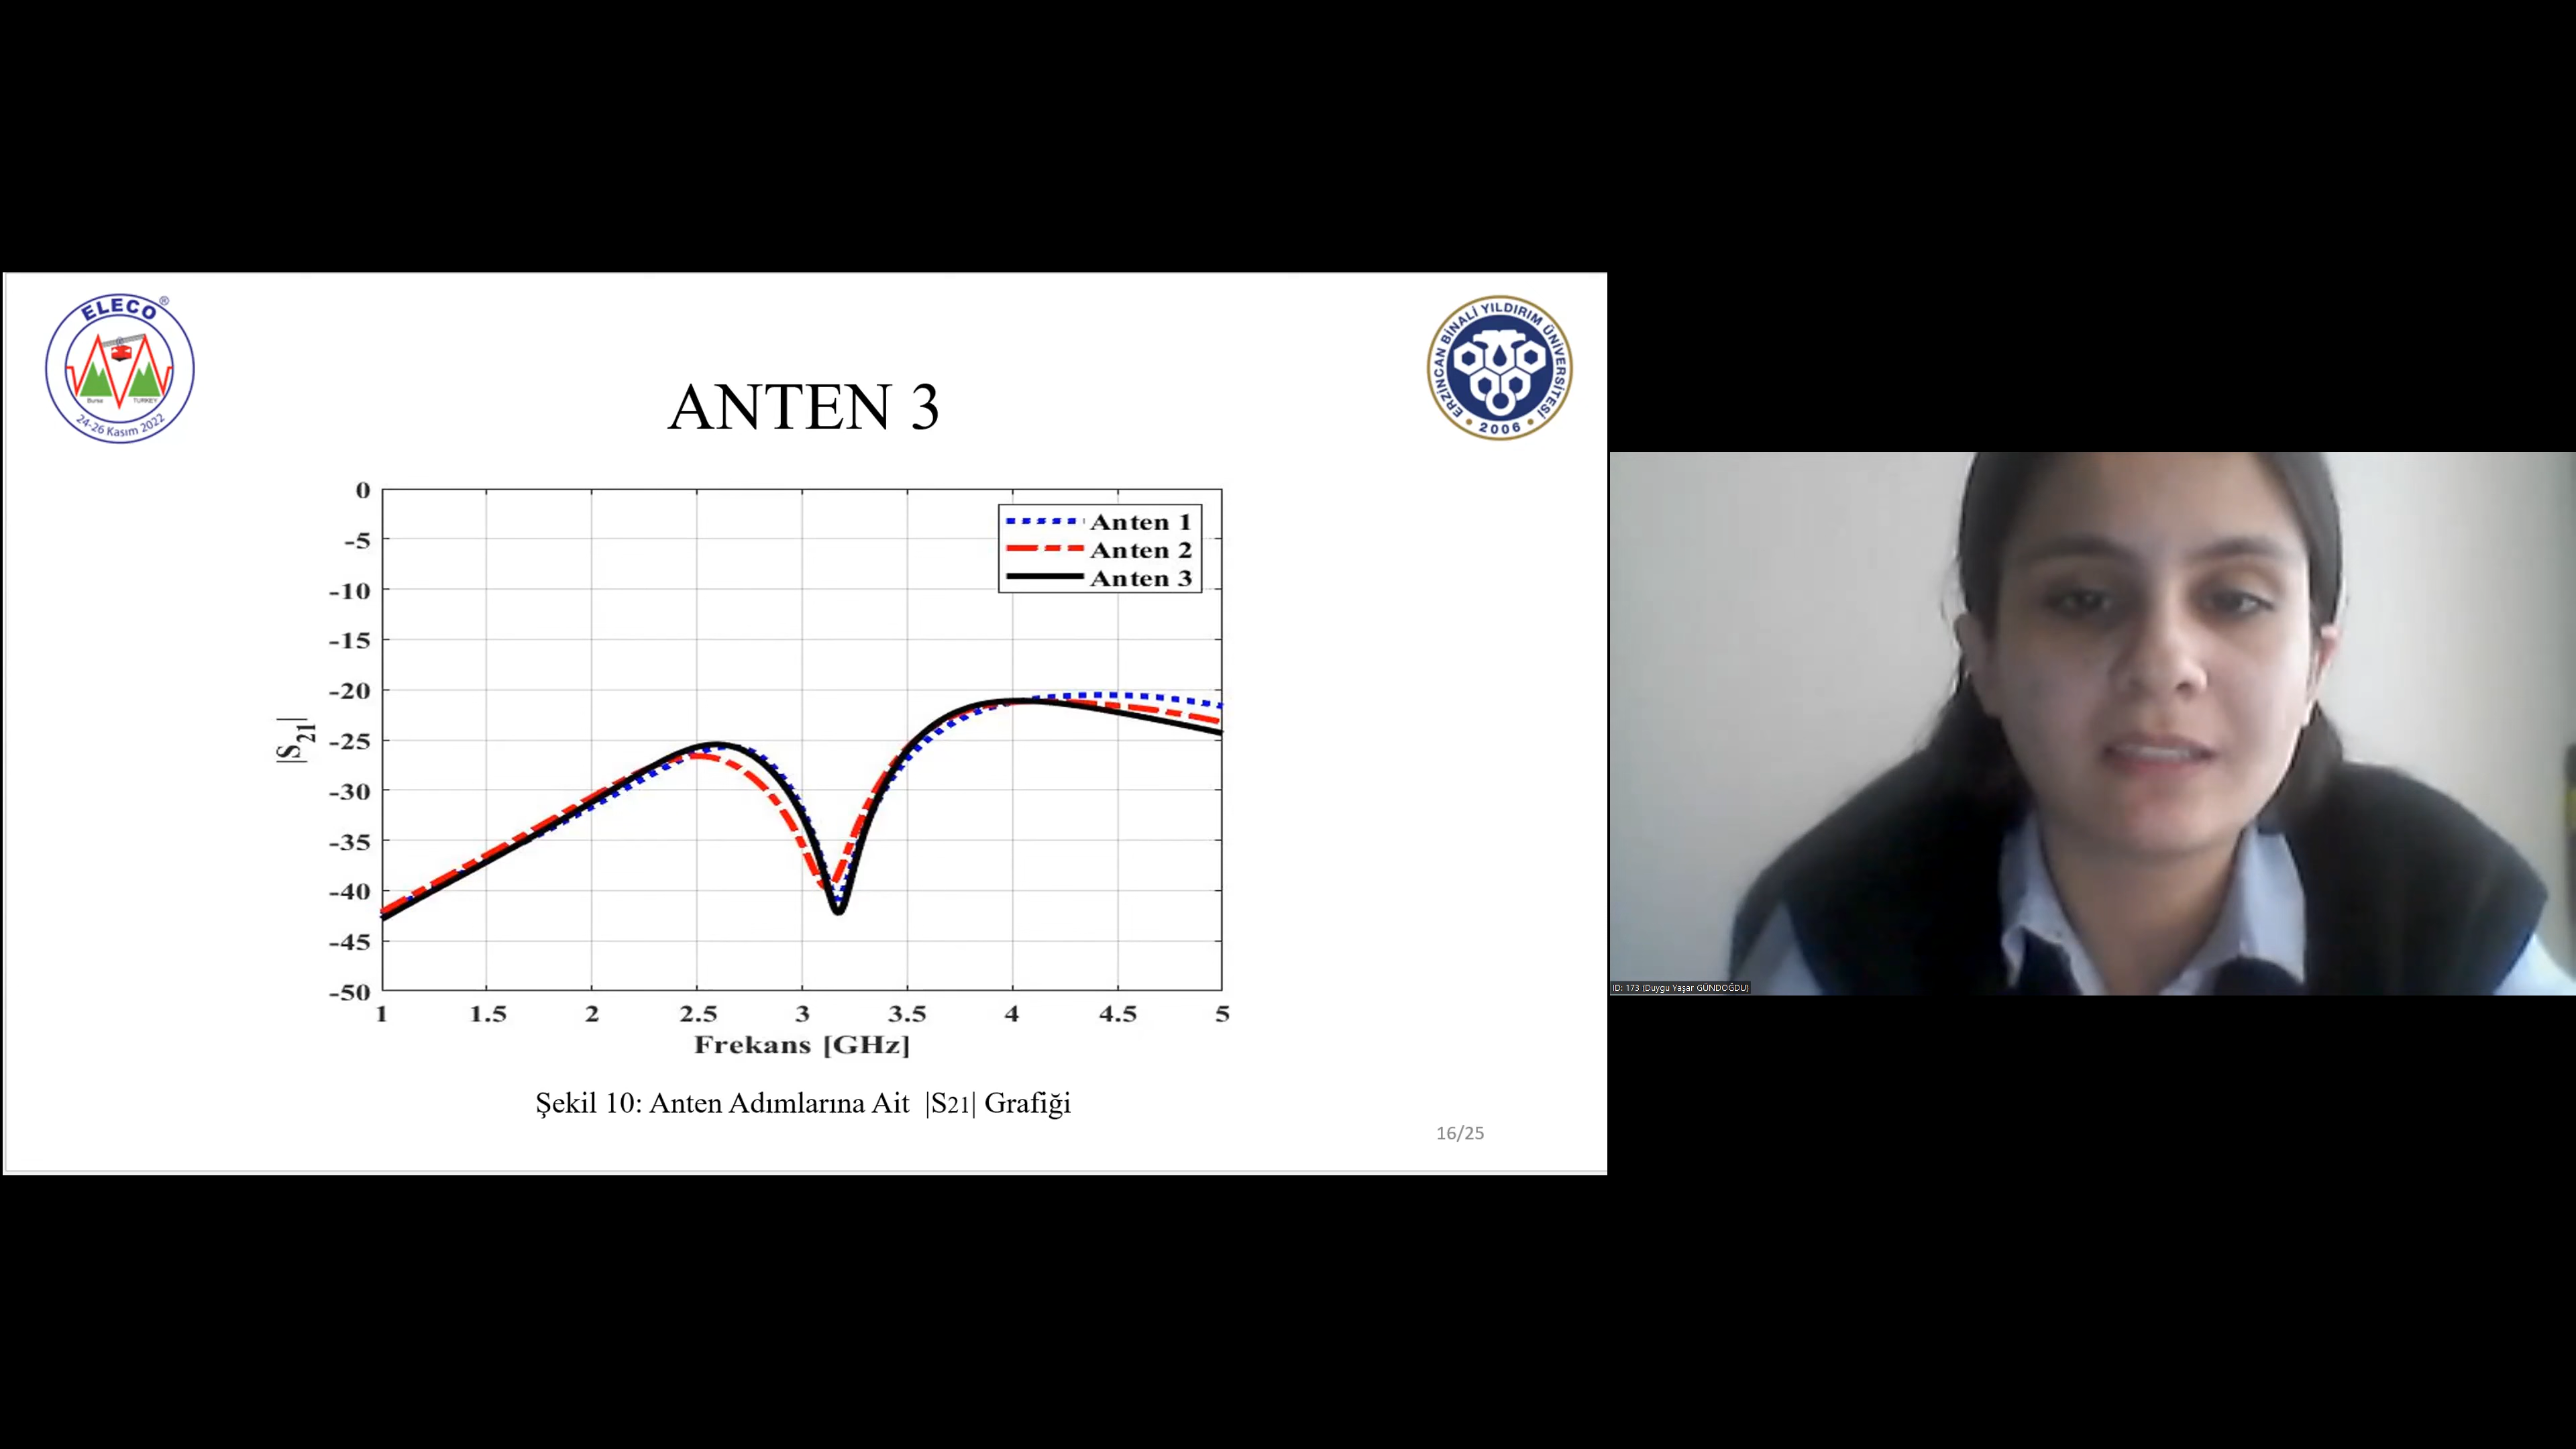 ELECO®
Bursa TURKEY
24-26 Kasım 2022
ERZİNCAN BİNALİ YILDIRIM ÜNİVERSİTESİ
2006
ANTEN 3
0
-5
-10
-15
-20
-25
-30
-35
-40
-45
-50
|S21|
Anten 1
Anten 2
Anten 3
1 1.5 2 2.5 3 3.5 4 4.5 5
Frekans [GHz]
Şekil 10: Anten Adımlarına Ait |S21| Grafiği
16/25
ID: 173 (Duygu Yaşar GÜNDOĞDU)